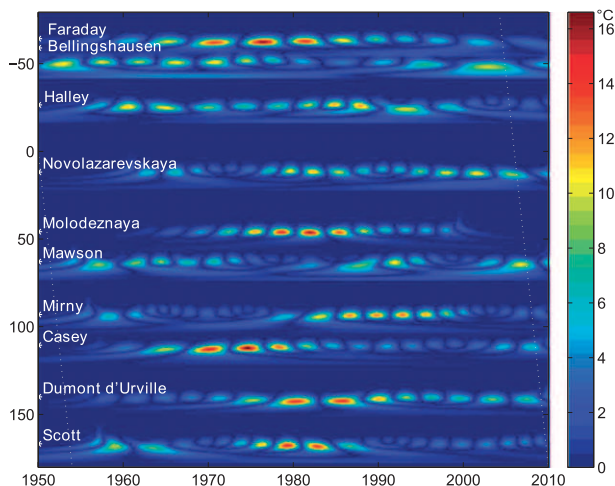 Faraday
Bellingshausen
Halley
Novolazarevskaya
Molodeznaya
Mawson
Mirny
Casey
Dumont d'Urville
Scott
−50
0
50
100
150
1950 1960 1970 1980 1990 2000 2010
°C
16
14
12
10
8
6
4
2
0